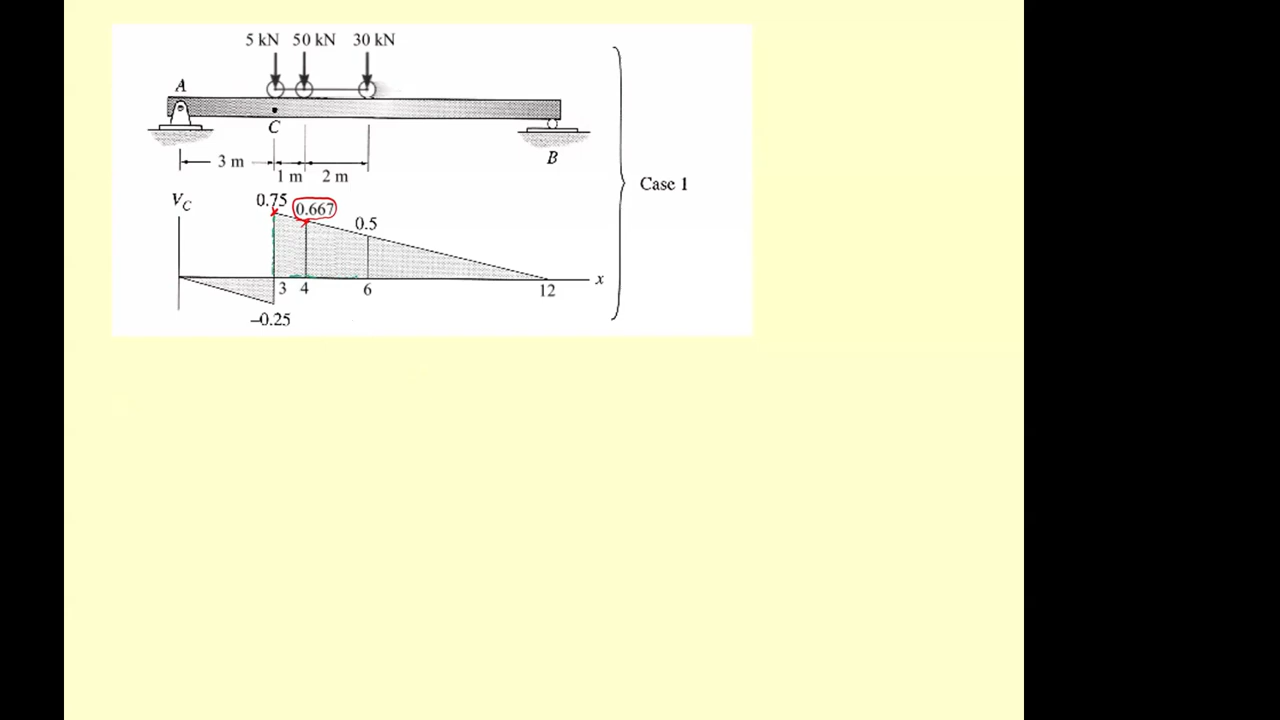 5 kN 50 kN 30 kN
A
C
B
3 m
1 m 2 m
Case 1
V_C
0.75 0.667
0.5
3 4 6 12 x
−0.25